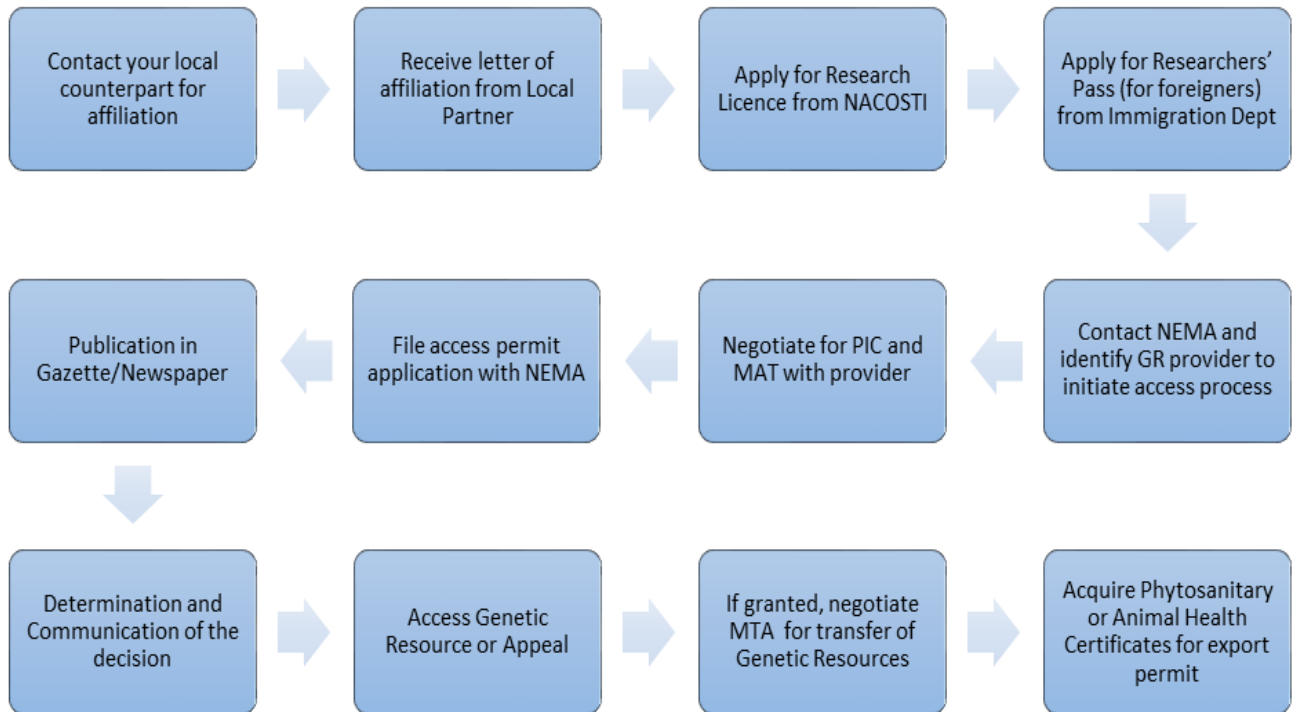 Contact your local
counterpart for
affiliation
Receive letter of
affiliation from Local
Partner
Apply for Research
Licence from NACOSTI
Apply for Researchers’
Pass (for foreigners)
from Immigration Dept
Contact NEMA and
identify GR provider to
initiate access process
Negotiate for PIC and
MAT with provider
File access permit
application with NEMA
Publication in
Gazette/Newspaper
Determination and
Communication of the
decision
Access Genetic
Resource or Appeal
If granted, negotiate
MTA for transfer of
Genetic Resources
Acquire Phytosanitary
or Animal Health
Certificates for export
permit